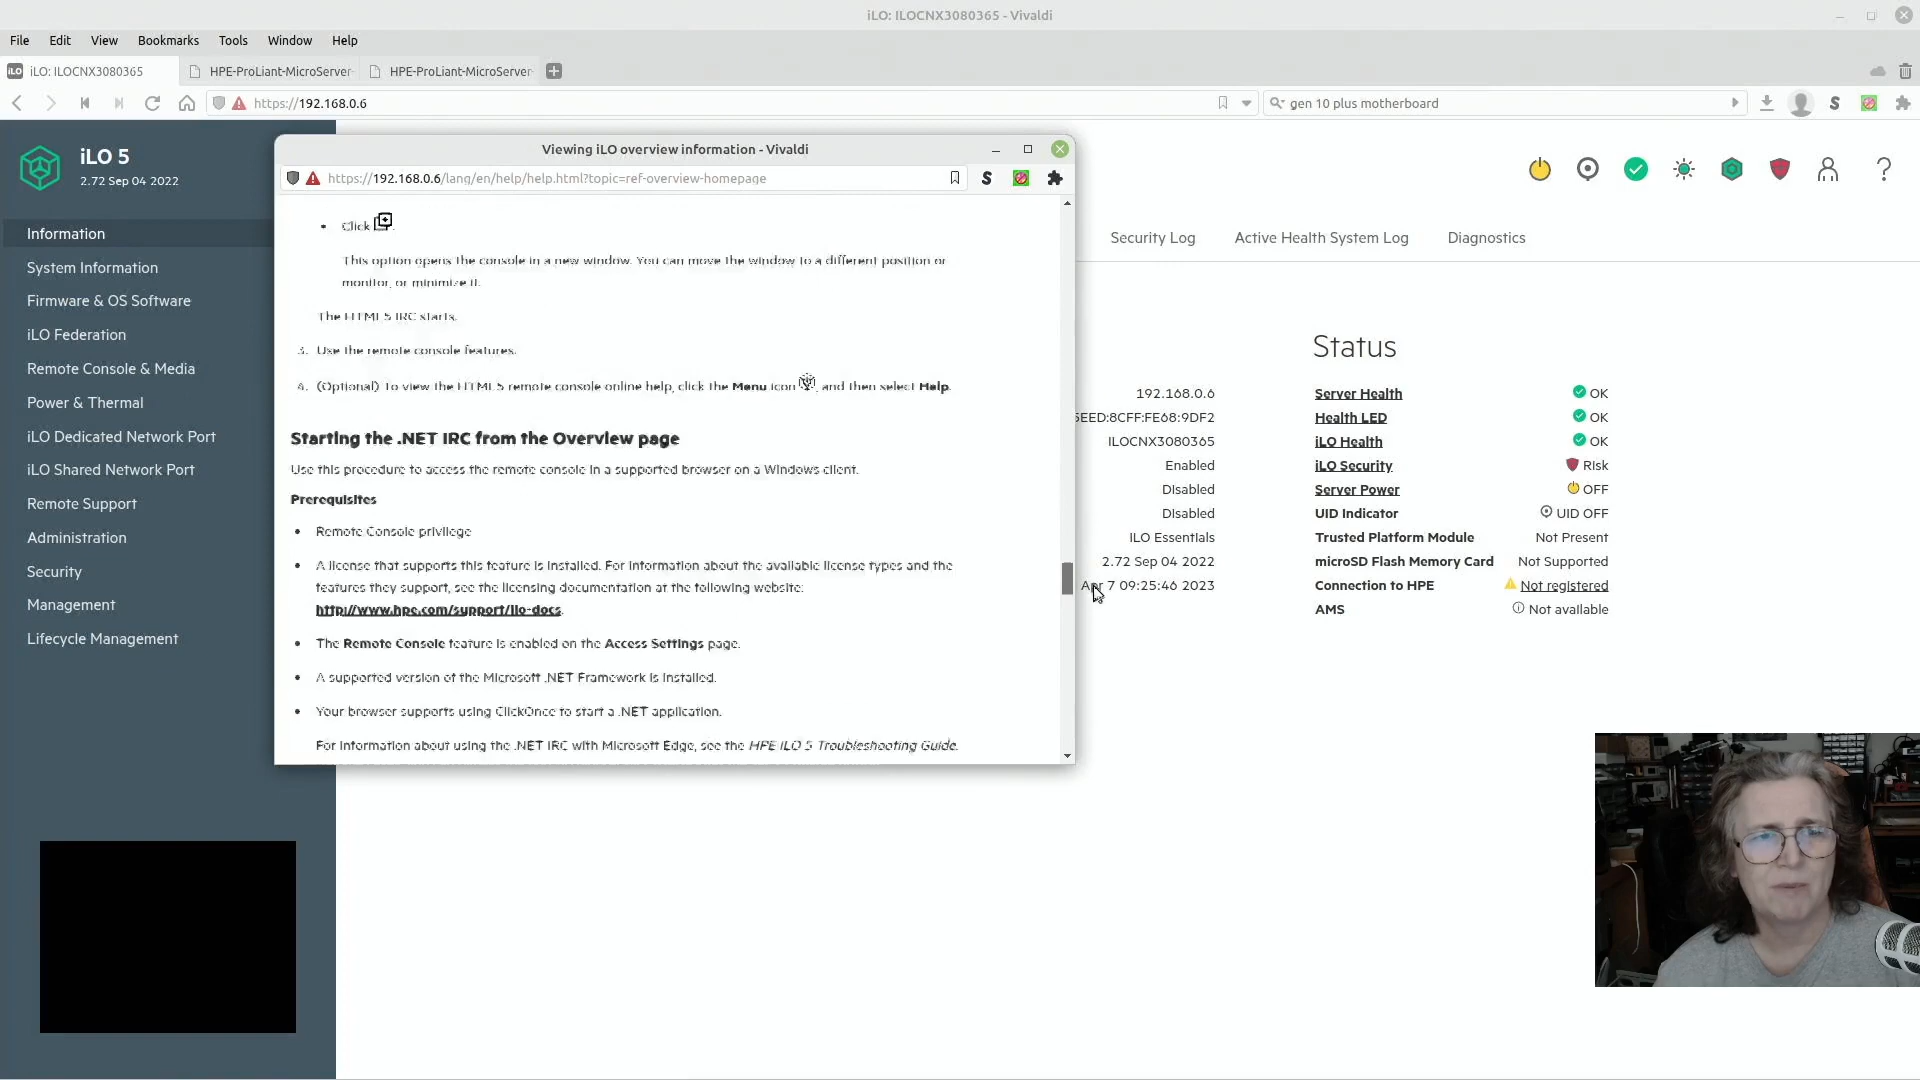 iLO: ILOCNX3080365 - Vivaldi
File Edit View Bookmarks Tools Window Help
iLO iLO: ILOCNX3080365 HPE-ProLiant-MicroServer- HPE-ProLiant-MicroServer-
https://192.168.0.6 gen 10 plus motherboard S
iLO 5
2.72 Sep 04 2022
Information
System Information
Firmware & OS Software
iLO Federation
Remote Console & Media
Power & Thermal
iLO Dedicated Network Port
iLO Shared Network Port
Remote Support
Administration
Security
Management
Lifecycle Management
Viewing iLO overview information - Vivaldi
https://192.168.0.6/lang/en/help/help.html?topic=ref-overview-homepage S
• Click .
This option opens the console in a new window. You can move the window to a different position or
monitor, or minimize it.
The HTML5 IRC starts.
3. Use the remote console features.
4. (Optional) To view the HTML5 remote console online help, click the Menu icon , and then select Help.
Starting the .NET IRC from the Overview page
Use this procedure to access the remote console in a supported browser on a Windows client.
Prerequisites
• Remote Console privilege
• A license that supports this feature is installed. For information about the available license types and the
features they support, see the licensing documentation at the following website:
http://www.hpe.com/support/ilo-docs.
• The Remote Console feature is enabled on the Access Settings page.
• A supported version of the Microsoft .NET Framework is installed.
• Your browser supports using ClickOnce to start a .NET application.
For information about using the .NET IRC with Microsoft Edge, see the HPE iLO 5 Troubleshooting Guide.
Security Log Active Health System Log Diagnostics
192.168.0.6
EED:8CFF:FE68:9DF2
ILOCNX3080365
Enabled
Disabled
Disabled
iLO Essentials
2.72 Sep 04 2022
Apr 7 09:25:46 2023
Status
Server Health OK
Health LED OK
iLO Health OK
iLO Security Risk
Server Power OFF
UID Indicator UID OFF
Trusted Platform Module Not Present
microSD Flash Memory Card Not Supported
Connection to HPE Not registered
AMS Not available